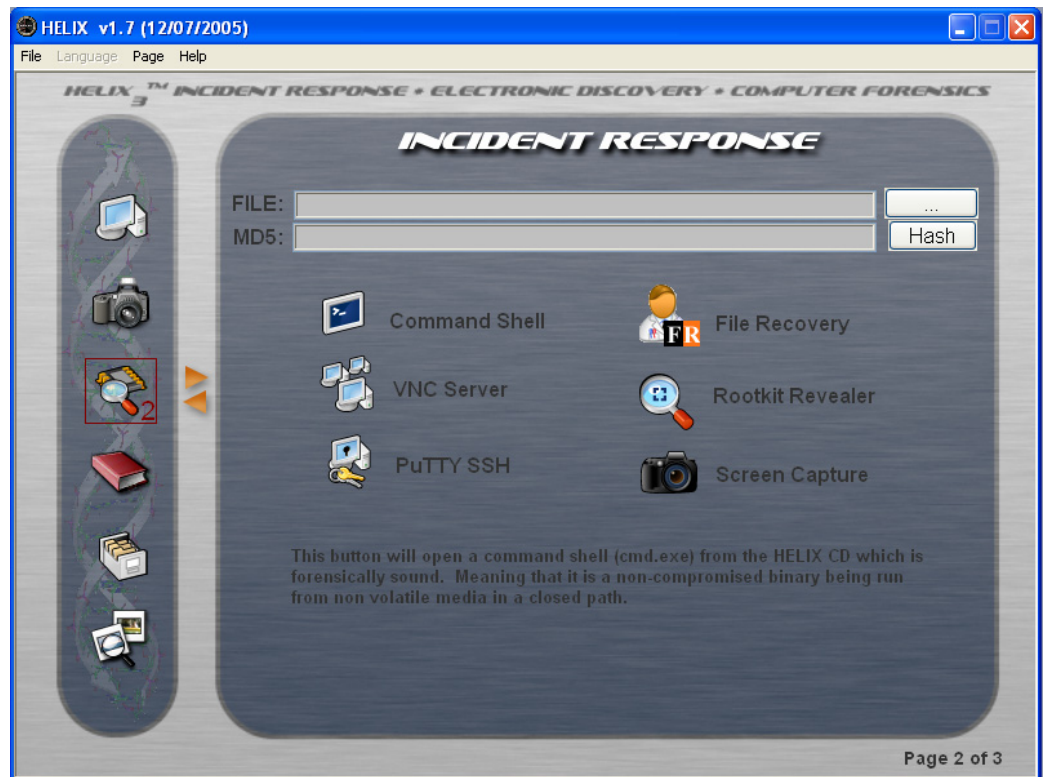 HELIX v1.7 (12/07/2005)
File Language Page Help
HELIX3™ INCIDENT RESPONSE • ELECTRONIC DISCOVERY • COMPUTER FORENSICS
INCIDENT RESPONSE
FILE: ...
MD5: Hash
Command Shell
File Recovery
FR
VNC Server
Rootkit Revealer
2
PuTTY SSH
Screen Capture
This button will open a command shell (cmd.exe) from the HELIX CD which is
forensically sound. Meaning that it is a non-compromised binary being run
from non volatile media in a closed path.
Page 2 of 3